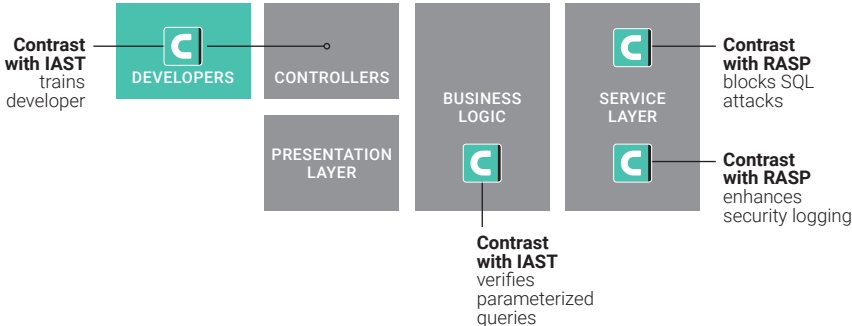 Contrast
with IAST
trains
developer
C
DEVELOPERS
CONTROLLERS
PRESENTATION
LAYER
BUSINESS
LOGIC
C
Contrast
with IAST
verifies
parameterized
queries
C
SERVICE
LAYER
C
Contrast
with RASP
blocks SQL
attacks
Contrast
with RASP
enhances
security logging